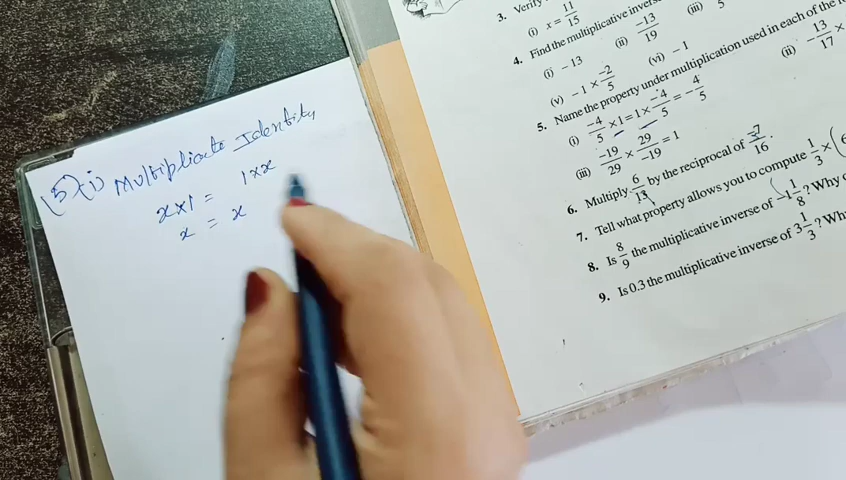 (5) (i) Multiplicate Identity
x×1 = 1×x
x = x
3. Verify
(i) x = 11/15
4. Find the multiplicative inverse
(i) −13 (ii) −13/19 (iii) 5
(v) −1 × −2/5 (vi) −1
5. Name the property under multiplication used in each of the
(i) −4/5 × 1 = 1 × −4/5 = − 4/5 (ii) − 13/17 ×
(iii) −19/29 × 29/−19 = 1
6. Multiply 6/13 by the reciprocal of −7/16.
7. Tell what property allows you to compute 1/3 × (6
8. Is 8/9 the multiplicative inverse of −1 1/8? Why
9. Is 0.3 the multiplicative inverse of 3 1/3? Why